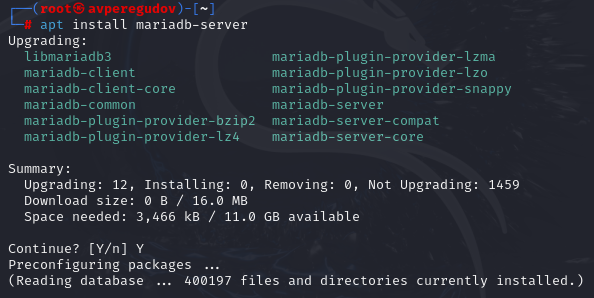 ┌──(root㉿avperegudov)-[~]
└─# apt install mariadb-server
Upgrading:
  libmariadb3                    mariadb-plugin-provider-lzma
  mariadb-client                 mariadb-plugin-provider-lzo
  mariadb-client-core            mariadb-plugin-provider-snappy
  mariadb-common                 mariadb-server
  mariadb-plugin-provider-bzip2  mariadb-server-compat
  mariadb-plugin-provider-lz4    mariadb-server-core

Summary:
  Upgrading: 12, Installing: 0, Removing: 0, Not Upgrading: 1459
  Download size: 0 B / 16.0 MB
  Space needed: 3,466 kB / 11.0 GB available

Continue? [Y/n] Y
Preconfiguring packages ...
(Reading database ... 400197 files and directories currently installed.)